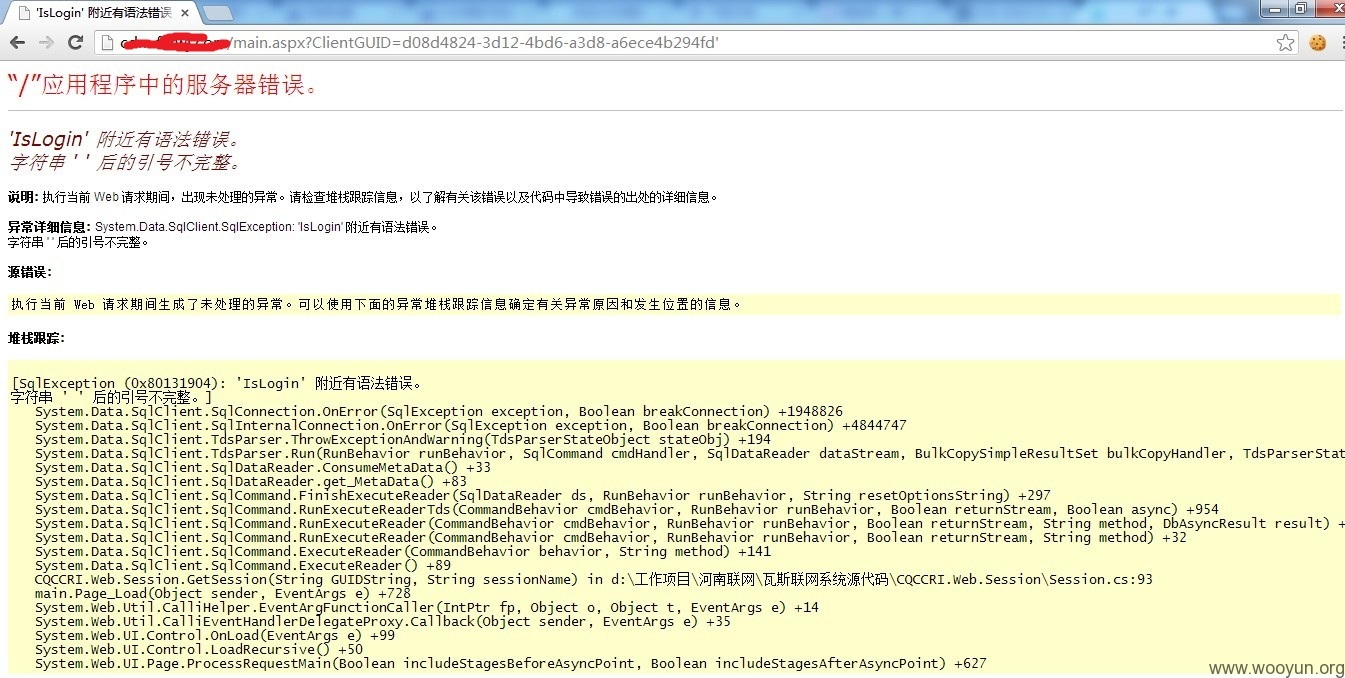 'IsLogin' 附近有语法错误
/main.aspx?ClientGUID=d08d4824-3d12-4bd6-a3d8-a6ece4b294fd'
“/”应用程序中的服务器错误。
'IsLogin' 附近有语法错误。
字符串 ' ' 后的引号不完整。
说明: 执行当前 Web 请求期间，出现未处理的异常。请检查堆栈跟踪信息，以了解有关该错误以及代码中导致错误的出处的详细信息。
异常详细信息: System.Data.SqlClient.SqlException: 'IsLogin' 附近有语法错误。
字符串 ' ' 后的引号不完整。
源错误:
执行当前 Web 请求期间生成了未处理的异常。可以使用下面的异常堆栈跟踪信息确定有关异常原因和发生位置的信息。
堆栈跟踪:
[SqlException (0x80131904): 'IsLogin' 附近有语法错误。
字符串 ' ' 后的引号不完整。]
System.Data.SqlClient.SqlConnection.OnError(SqlException exception, Boolean breakConnection) +1948826
System.Data.SqlClient.SqlInternalConnection.OnError(SqlException exception, Boolean breakConnection) +4844747
System.Data.SqlClient.TdsParser.ThrowExceptionAndWarning(TdsParserStateObject stateObj) +194
System.Data.SqlClient.TdsParser.Run(RunBehavior runBehavior, SqlCommand cmdHandler, SqlDataReader dataStream, BulkCopySimpleResultSet bulkCopyHandler, TdsParserStat
System.Data.SqlClient.SqlDataReader.ConsumeMetaData() +33
System.Data.SqlClient.SqlDataReader.get_MetaData() +83
System.Data.SqlClient.SqlCommand.FinishExecuteReader(SqlDataReader ds, RunBehavior runBehavior, String resetOptionsString) +297
System.Data.SqlClient.SqlCommand.RunExecuteReaderTds(CommandBehavior cmdBehavior, RunBehavior runBehavior, Boolean returnStream, Boolean async) +954
System.Data.SqlClient.SqlCommand.RunExecuteReader(CommandBehavior cmdBehavior, RunBehavior runBehavior, Boolean returnStream, String method, DbAsyncResult result) +
System.Data.SqlClient.SqlCommand.RunExecuteReader(CommandBehavior cmdBehavior, RunBehavior runBehavior, Boolean returnStream, String method) +32
System.Data.SqlClient.SqlCommand.ExecuteReader(CommandBehavior behavior, String method) +141
System.Data.SqlClient.SqlCommand.ExecuteReader() +89
CQCCRI.Web.Session.GetSession(String GUIDString, String sessionName) in d:\工作项目\河南联网\瓦斯联网系统源代码\CQCCRI.Web.Session\Session.cs:93
main.Page_Load(Object sender, EventArgs e) +728
System.Web.Util.CalliHelper.EventArgFunctionCaller(IntPtr fp, Object o, Object t, EventArgs e) +14
System.Web.Util.CalliEventHandlerDelegateProxy.Callback(Object sender, EventArgs e) +35
System.Web.UI.Control.OnLoad(EventArgs e) +99
System.Web.UI.Control.LoadRecursive() +50
System.Web.UI.Page.ProcessRequestMain(Boolean includeStagesBeforeAsyncPoint, Boolean includeStagesAfterAsyncPoint) +627
www.wooyun.org